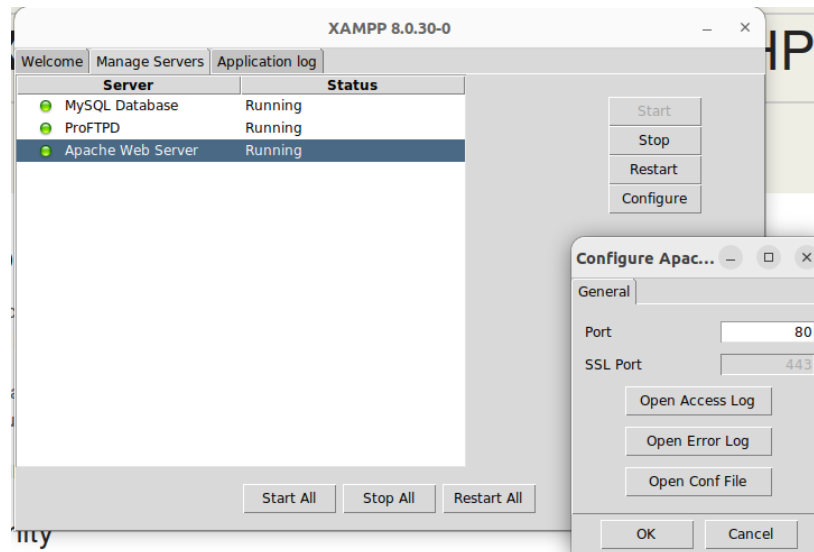 XAMPP 8.0.30-0
HP
Welcome Manage Servers Application log
Server Status
MySQL Database Running
ProFTPD Running
Apache Web Server Running
Start
Stop
Restart
Configure
Configure Apac...
General
Port 80
SSL Port 443
Open Access Log
Open Error Log
Open Conf File
OK Cancel
Start All Stop All Restart All